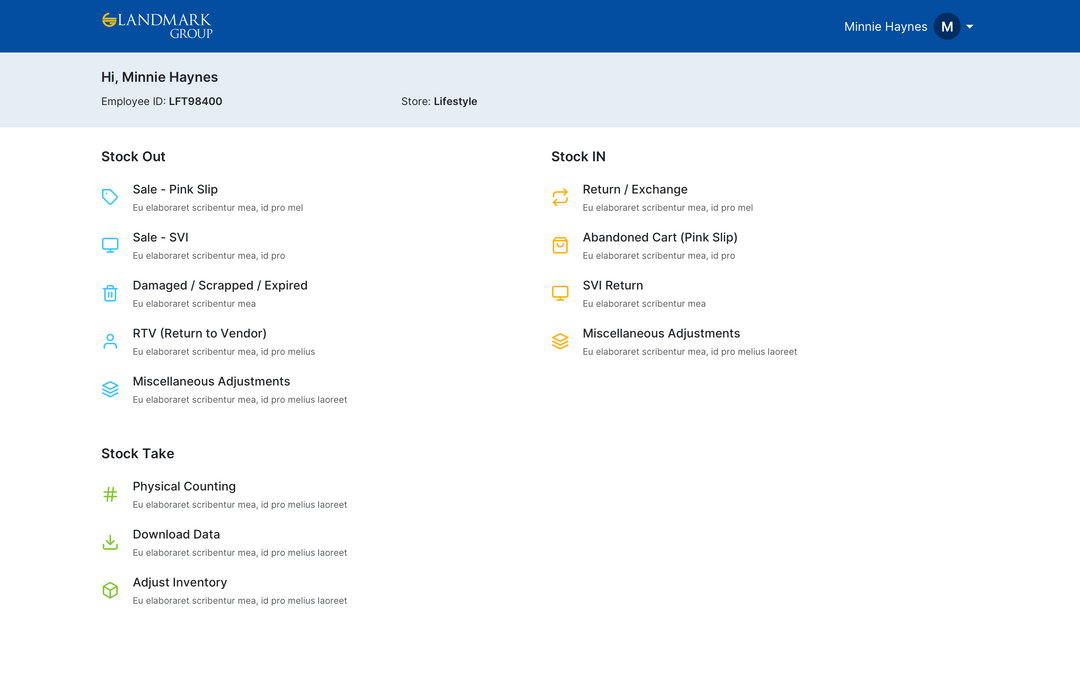 LANDMARK
GROUP
Minnie Haynes M
Hi, Minnie Haynes
Employee ID: LFT98400
Store: Lifestyle
Stock Out
Sale - Pink Slip
Eu elaboraret scribentur mea, id pro mel
Sale - SVI
Eu elaboraret scribentur mea, id pro
Damaged / Scrapped / Expired
Eu elaboraret scribentur mea
RTV (Return to Vendor)
Eu elaboraret scribentur mea, id pro melius
Miscellaneous Adjustments
Eu elaboraret scribentur mea, id pro melius laoreet
Stock IN
Return / Exchange
Eu elaboraret scribentur mea, id pro mel
Abandoned Cart (Pink Slip)
Eu elaboraret scribentur mea, id pro
SVI Return
Eu elaboraret scribentur mea
Miscellaneous Adjustments
Eu elaboraret scribentur mea, id pro melius laoreet
Stock Take
Physical Counting
Eu elaboraret scribentur mea, id pro melius laoreet
Download Data
Eu elaboraret scribentur mea, id pro melius laoreet
Adjust Inventory
Eu elaboraret scribentur mea, id pro melius laoreet